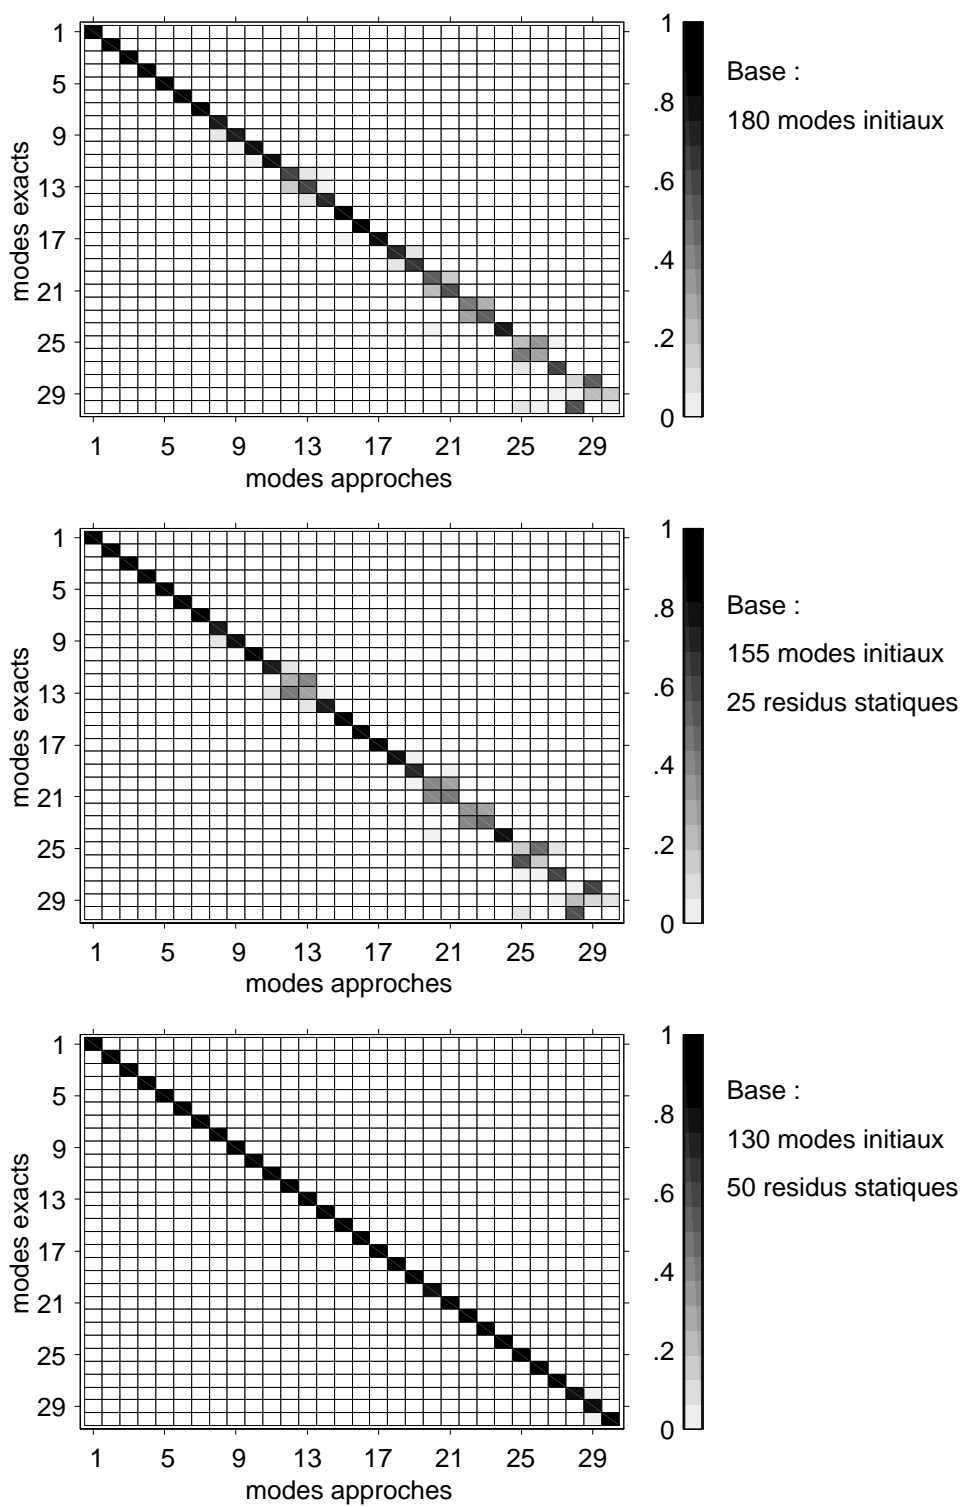 1
5
9
13
17
21
25
29
modes exacts
1 5 9 13 17 21 25 29
modes approches
1
.8
.6
.4
.2
0
Base :
180 modes initiaux
1
5
9
13
17
21
25
29
modes exacts
1 5 9 13 17 21 25 29
modes approches
1
.8
.6
.4
.2
0
Base :
155 modes initiaux
25 residus statiques
1
5
9
13
17
21
25
29
modes exacts
1 5 9 13 17 21 25 29
modes approches
1
.8
.6
.4
.2
0
Base :
130 modes initiaux
50 residus statiques